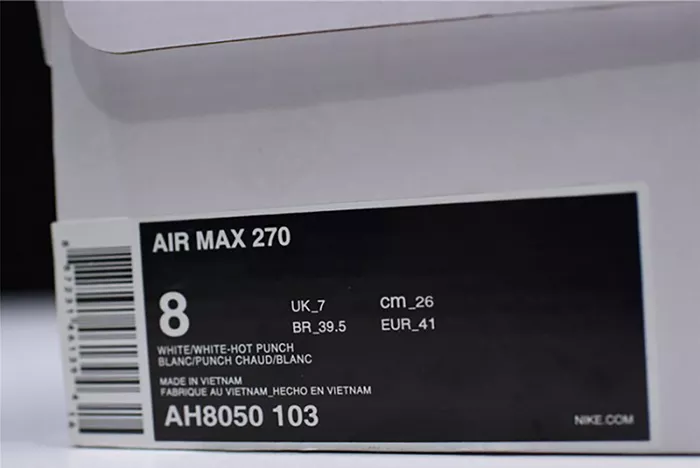 AIR MAX 270
8
UK_7 cm_26
BR_39.5 EUR_41
WHITE/WHITE-HOT PUNCH
BLANC/PUNCH CHAUD/BLANC
MADE IN VIETNAM
FABRIQUE AU VIETNAM_HECHO EN VIETNAM
AH8050 103
NIKE.COM